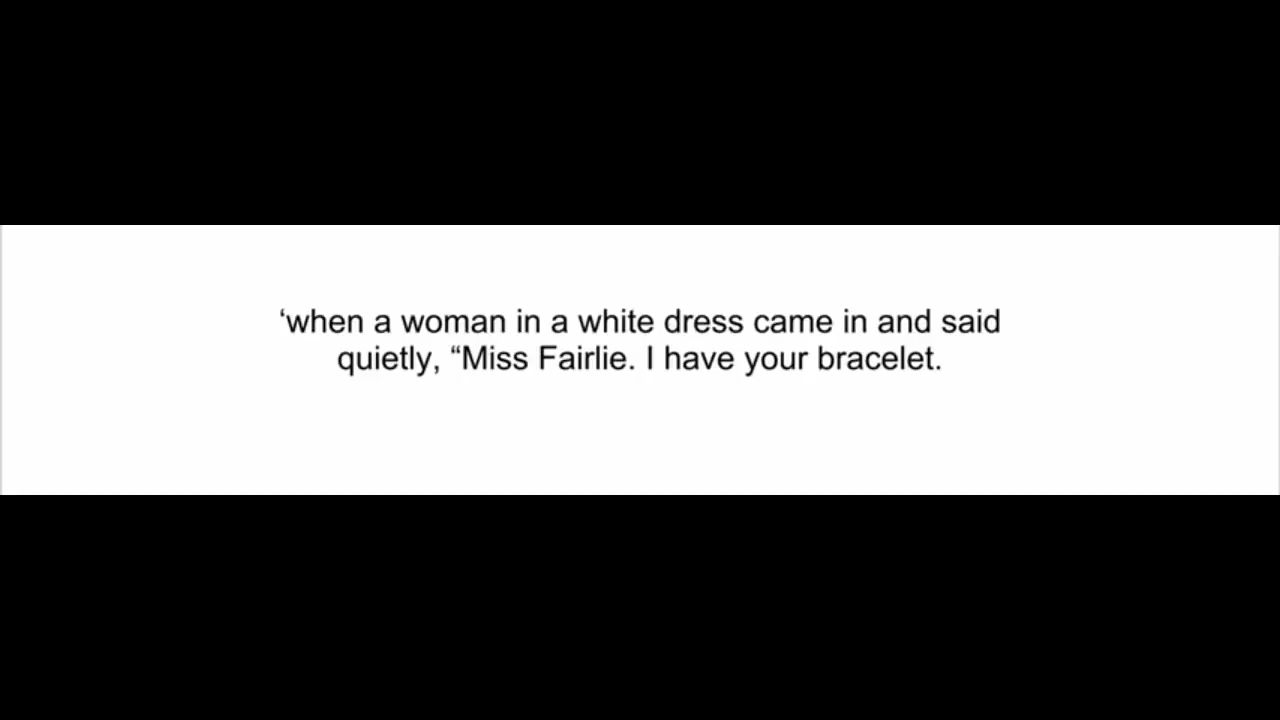 ‘when a woman in a white dress came in and said
quietly, “Miss Fairlie. I have your bracelet.